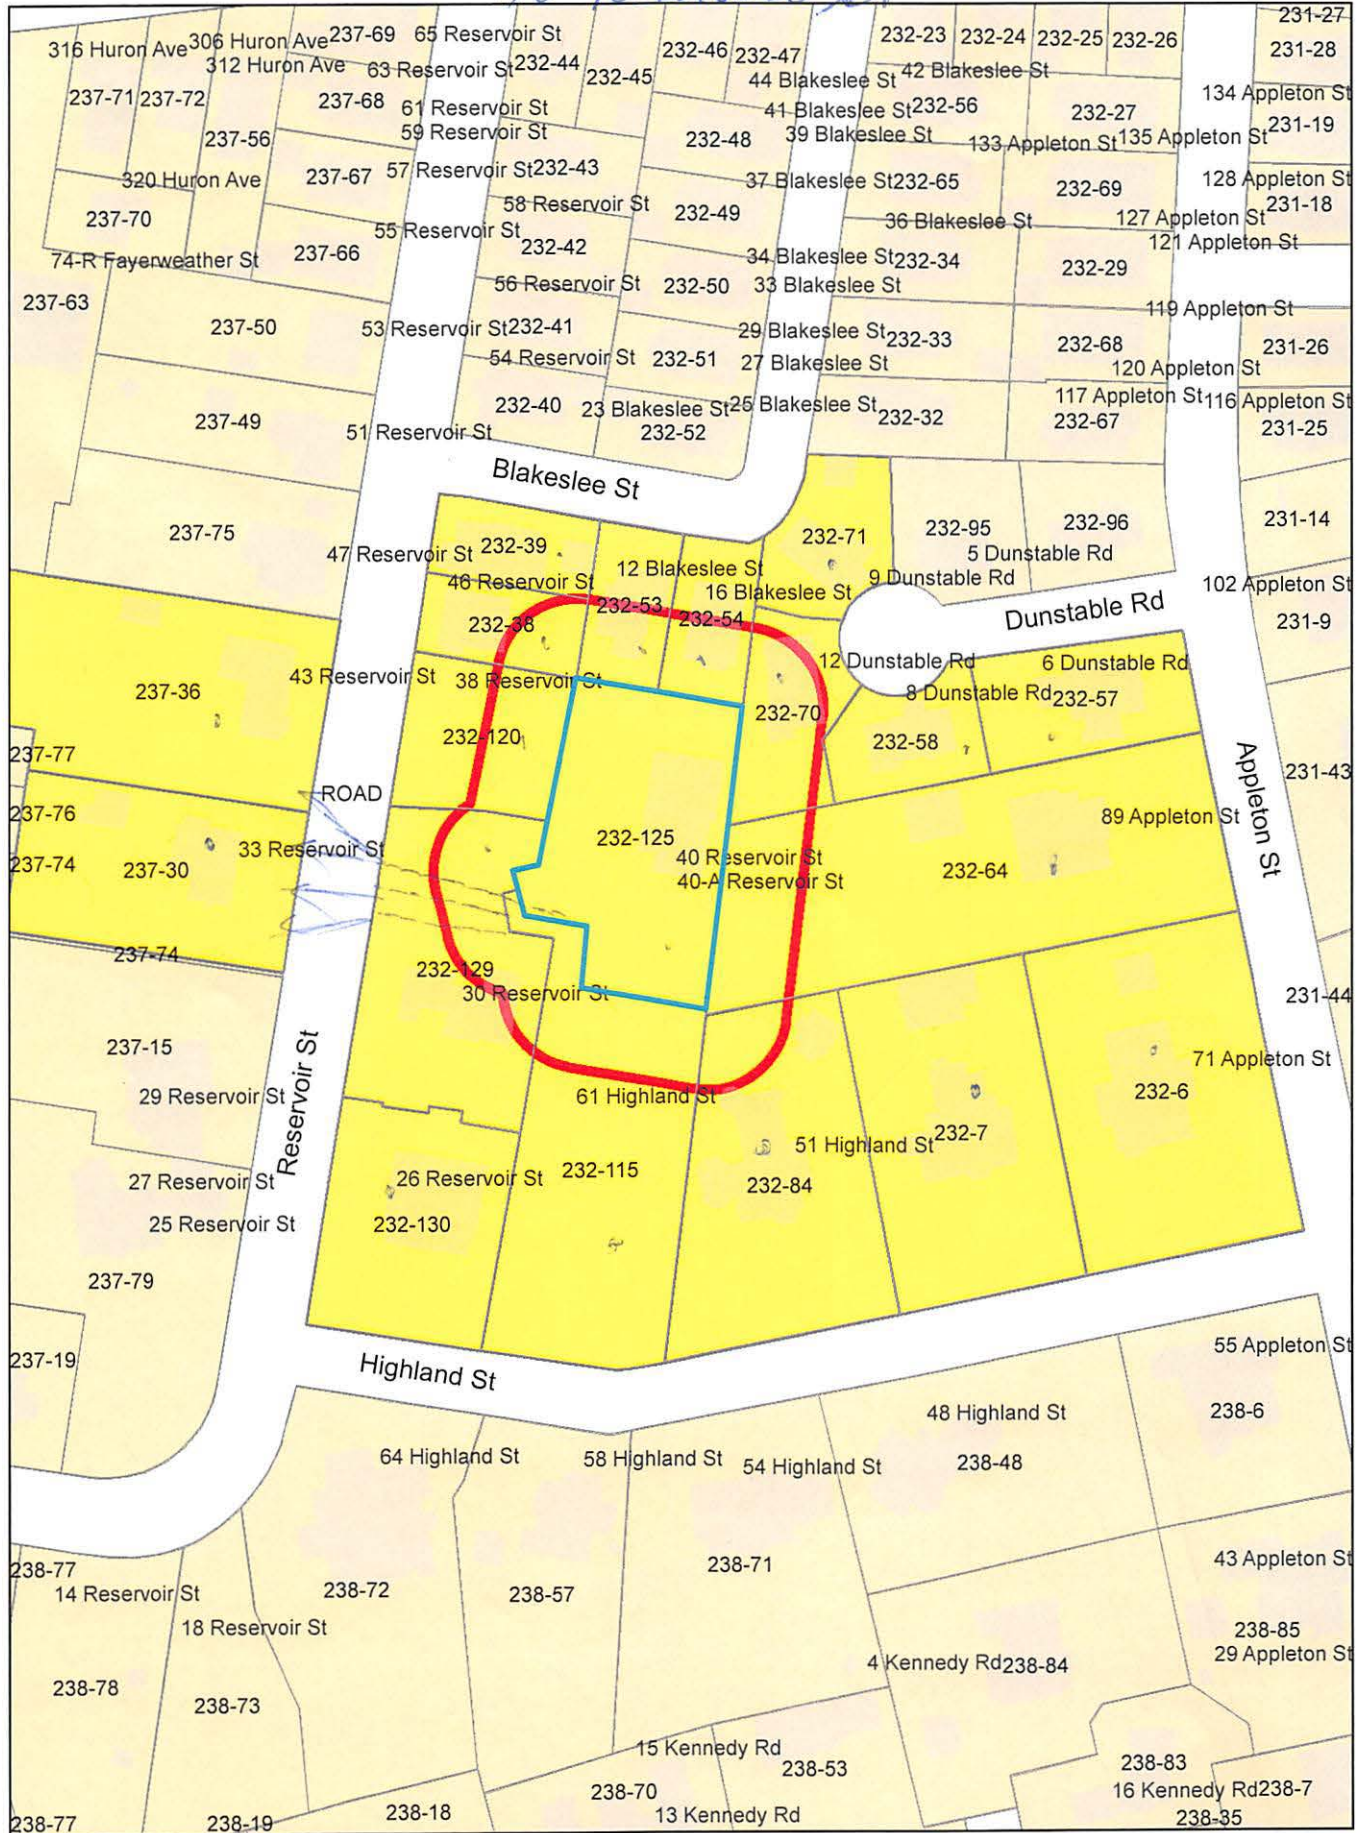 231-27
316 Huron Ave 306 Huron Ave 237-69 65 Reservoir St 232-46 232-47 232-23 232-24 232-25 232-26 231-28
312 Huron Ave 63 Reservoir St 232-44 232-45 44 Blakeslee St 42 Blakeslee St
237-71 237-72 237-68 61 Reservoir St 41 Blakeslee St 232-56 232-27 134 Appleton St
237-56 59 Reservoir St 232-48 39 Blakeslee St 133 Appleton St 135 Appleton St 231-19
320 Huron Ave 237-67 57 Reservoir St 232-43 37 Blakeslee St 232-65 232-69 128 Appleton St
237-70 58 Reservoir St 232-49 36 Blakeslee St 127 Appleton St 231-18
55 Reservoir St 232-42 121 Appleton St
74-R Fayerweather St 237-66 34 Blakeslee St 232-34 232-29
237-63 56 Reservoir St 232-50 33 Blakeslee St 119 Appleton St
237-50 53 Reservoir St 232-41 29 Blakeslee St 232-33 232-68 231-26
54 Reservoir St 232-51 27 Blakeslee St 120 Appleton St
237-49 232-40 23 Blakeslee St 25 Blakeslee St 232-32 117 Appleton St 116 Appleton St
51 Reservoir St 232-52 232-67 231-25
Blakeslee St
237-75 232-71 232-95 232-96 231-14
47 Reservoir St 232-39 5 Dunstable Rd
46 Reservoir St 12 Blakeslee St 16 Blakeslee St 9 Dunstable Rd 102 Appleton St
232-38 232-53 232-54 Dunstable Rd 231-9
237-36 43 Reservoir St 38 Reservoir St 12 Dunstable Rd 6 Dunstable Rd
8 Dunstable Rd 232-57
232-70
237-77 232-120 232-58 Appleton St 231-43
ROAD
237-76 89 Appleton St
237-74 237-30 33 Reservoir St 232-125 40 Reservoir St 232-64
40-A Reservoir St
237-74 232-129
30 Reservoir St 231-44
237-15 Reservoir St 71 Appleton St
29 Reservoir St 61 Highland St 232-6
51 Highland St 232-7
27 Reservoir St 26 Reservoir St 232-115 232-84
25 Reservoir St 232-130
237-79
237-19 Highland St 55 Appleton St
48 Highland St 238-6
64 Highland St 58 Highland St 54 Highland St 238-48
238-77 238-71 43 Appleton St
14 Reservoir St 238-72 238-57
18 Reservoir St 238-85
4 Kennedy Rd 238-84 29 Appleton St
238-78 238-73
15 Kennedy Rd 238-53 238-83
238-70 16 Kennedy Rd 238-7
238-77 238-19 238-18 13 Kennedy Rd 238-35